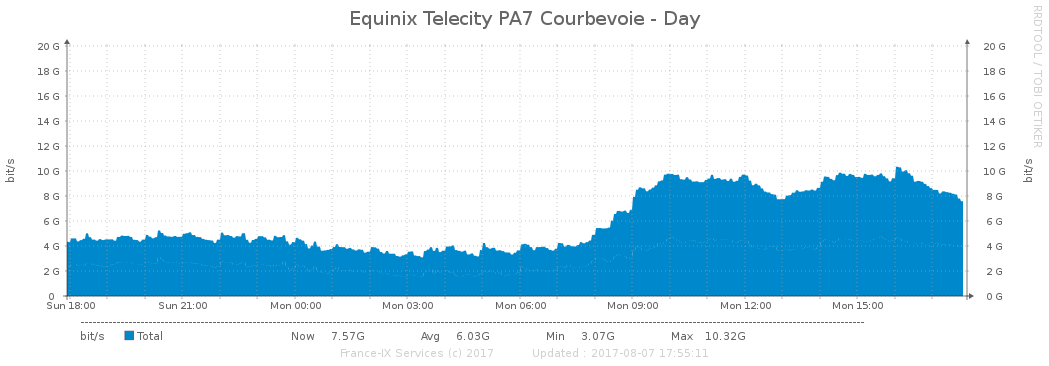 Equinix Telecity PA7 Courbevoie - Day
RRDTOOL / TOBI OETIKER
bit/s
bit/s
20 G 20 G
18 G 18 G
16 G 16 G
14 G 14 G
12 G 12 G
10 G 10 G
8 G 8 G
6 G 6 G
4 G 4 G
2 G 2 G
0 0 G
Sun 18:00 Sun 21:00 Mon 00:00 Mon 03:00 Mon 06:00 Mon 09:00 Mon 12:00 Mon 15:00
bit/s Total Now 7.57G Avg 6.03G Min 3.07G Max 10.32G
France-IX Services (c) 2017 Updated : 2017-08-07 17:55:11